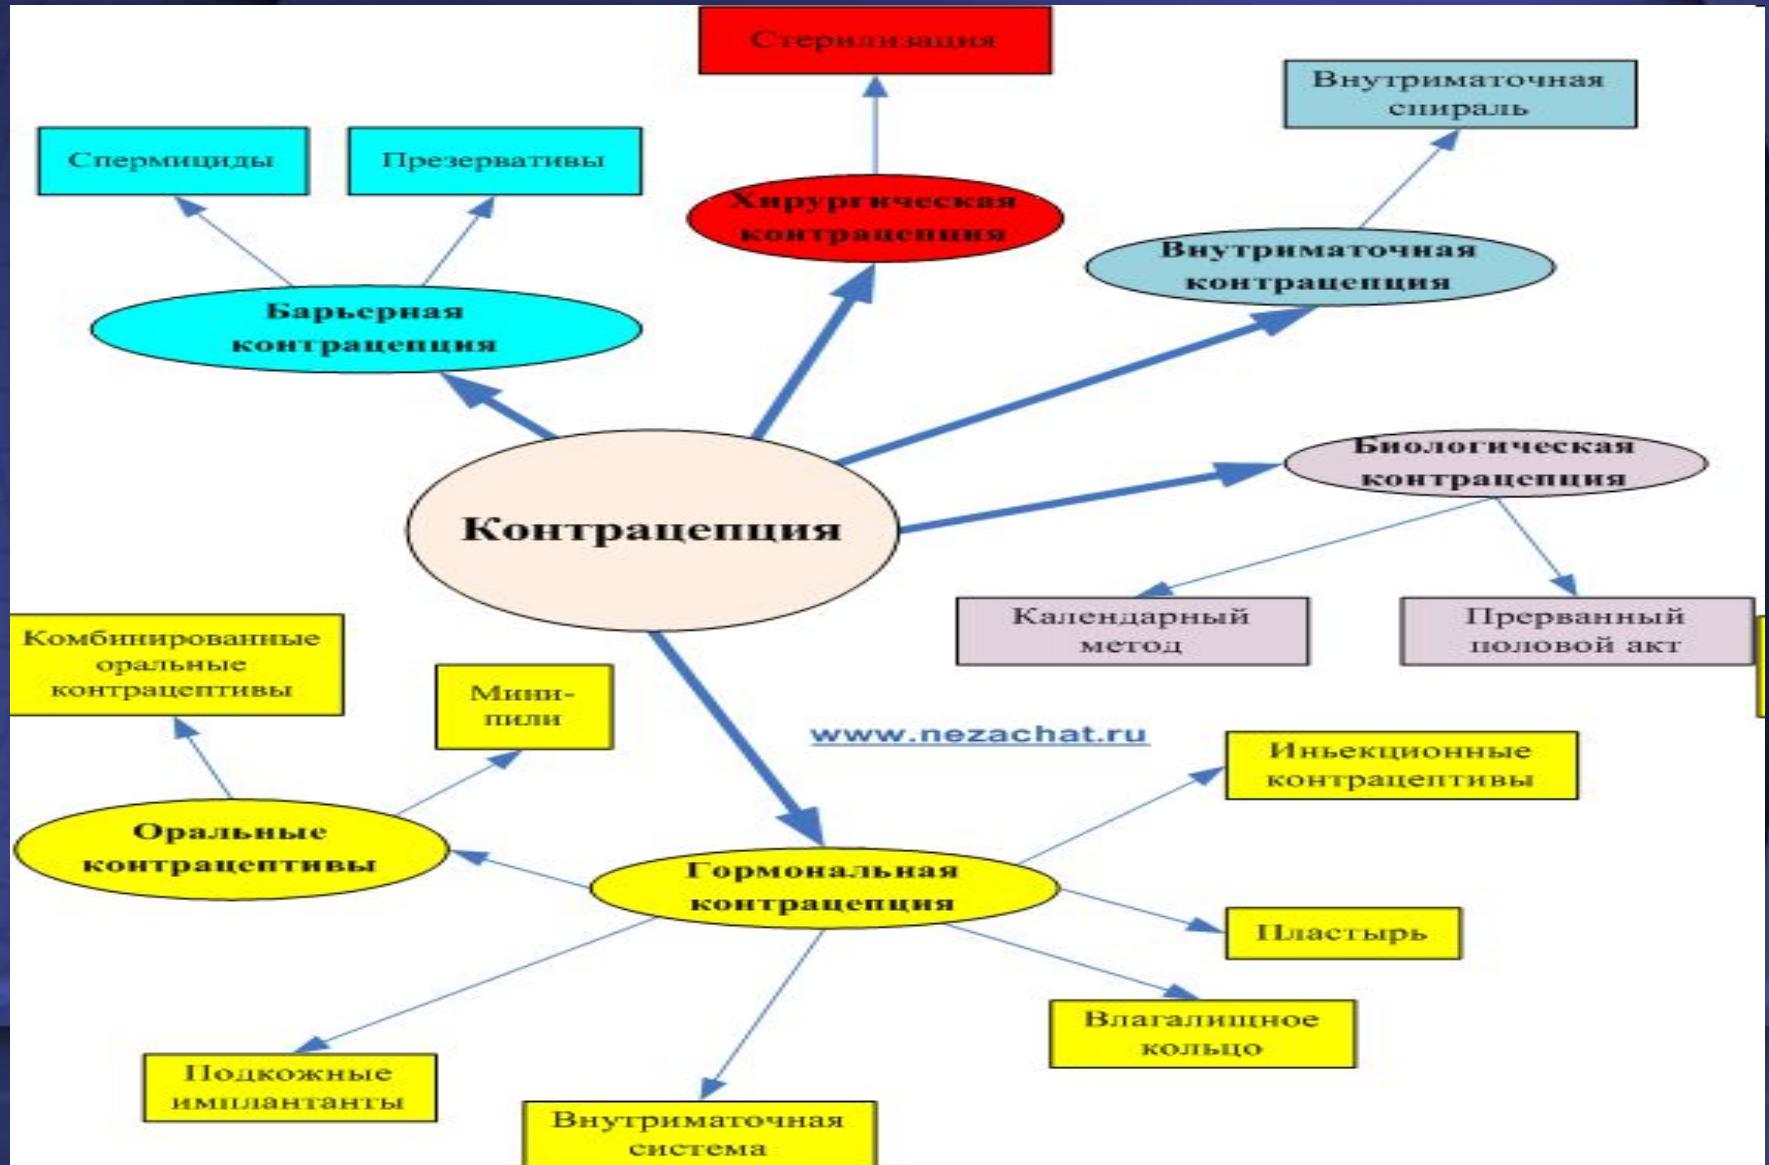 Стерилизация
Внутриматочная
спираль
Спермициды
Презервативы
Хирургическая
контрацепция
Внутриматочная
контрацепция
Барьерная
контрацепция
Биологическая
контрацепция
Контрацепция
Календарный
метод
Прерванный
половой акт
Комбинированные
оральные
контрацептивы
Мини-
пили
www.nezachat.ru
Иньекционные
контрацептивы
Оральные
контрацептивы
Гормональная
контрацепция
Пластырь
Влагалищное
кольцо
Подкожные
имплантанты
Внутриматочная
система